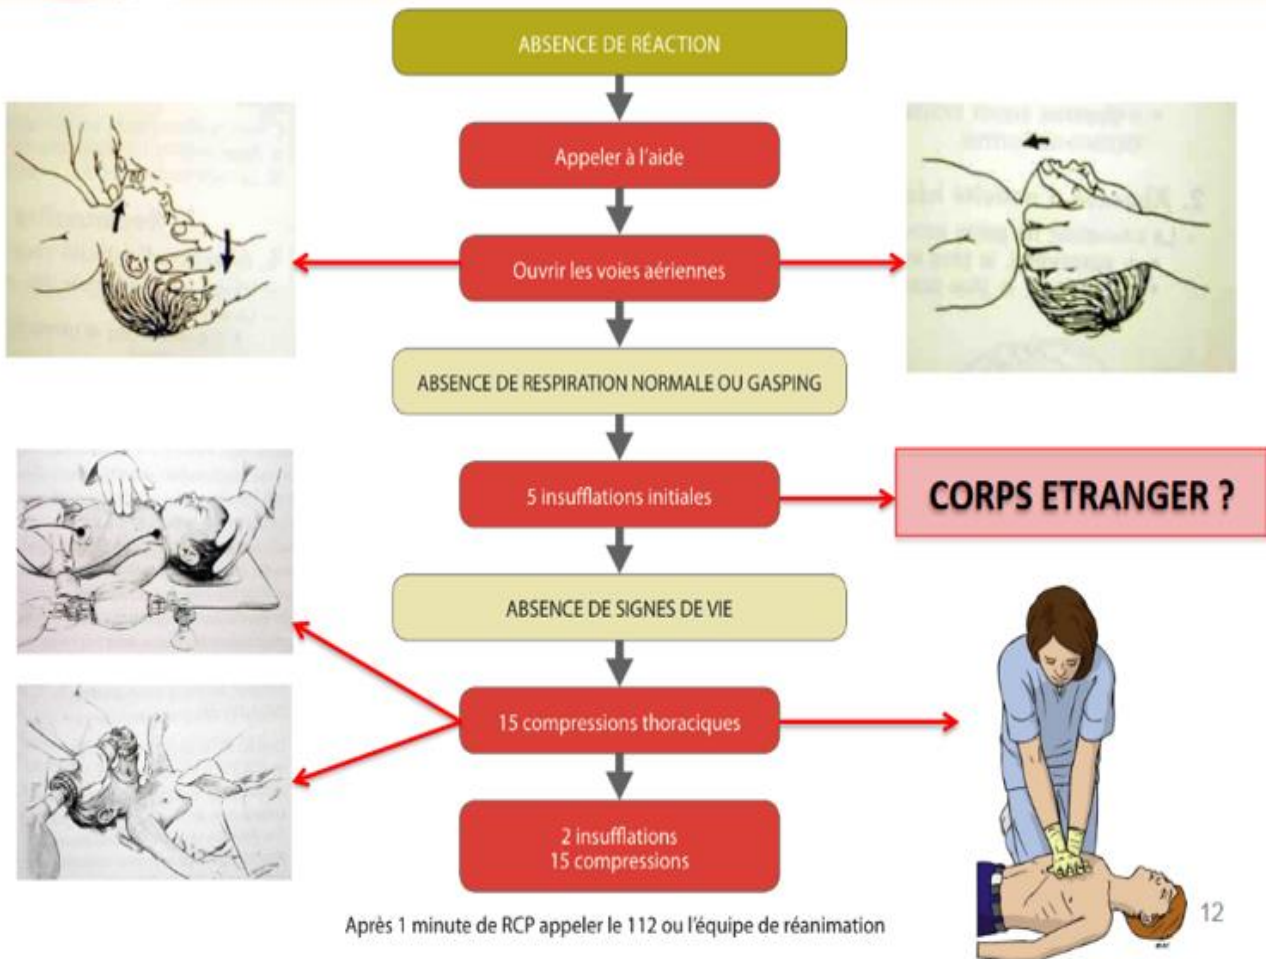 ABSENCE DE RÉACTION
Appeler à l'aide
Ouvrir les voies aériennes
ABSENCE DE RESPIRATION NORMALE OU GASPING
5 insufflations initiales
CORPS ETRANGER ?
ABSENCE DE SIGNES DE VIE
15 compressions thoraciques
2 insufflations
15 compressions
Après 1 minute de RCP appeler le 112 ou l'équipe de réanimation
12